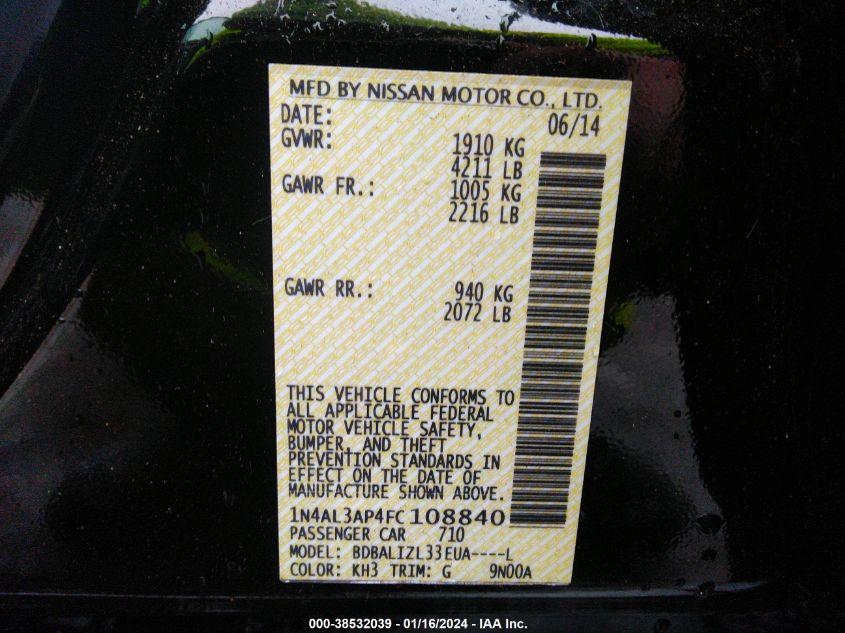 MFD BY NISSAN MOTOR CO., LTD.
DATE: 06/14
GVWR: 1910 KG
4211 LB
GAWR FR.: 1005 KG
2216 LB
GAWR RR.: 940 KG
2072 LB
THIS VEHICLE CONFORMS TO
ALL APPLICABLE FEDERAL
MOTOR VEHICLE SAFETY,
BUMPER, AND THEFT
PREVENTION STANDARDS IN
EFFECT ON THE DATE OF
MANUFACTURE SHOWN ABOVE.
1N4AL3AP4FC108840
PASSENGER CAR 710
MODEL: BDBALIZL33EUA----L
COLOR: KH3 TRIM: G 9N00A
000-38532039 - 01/16/2024 - IAA Inc.